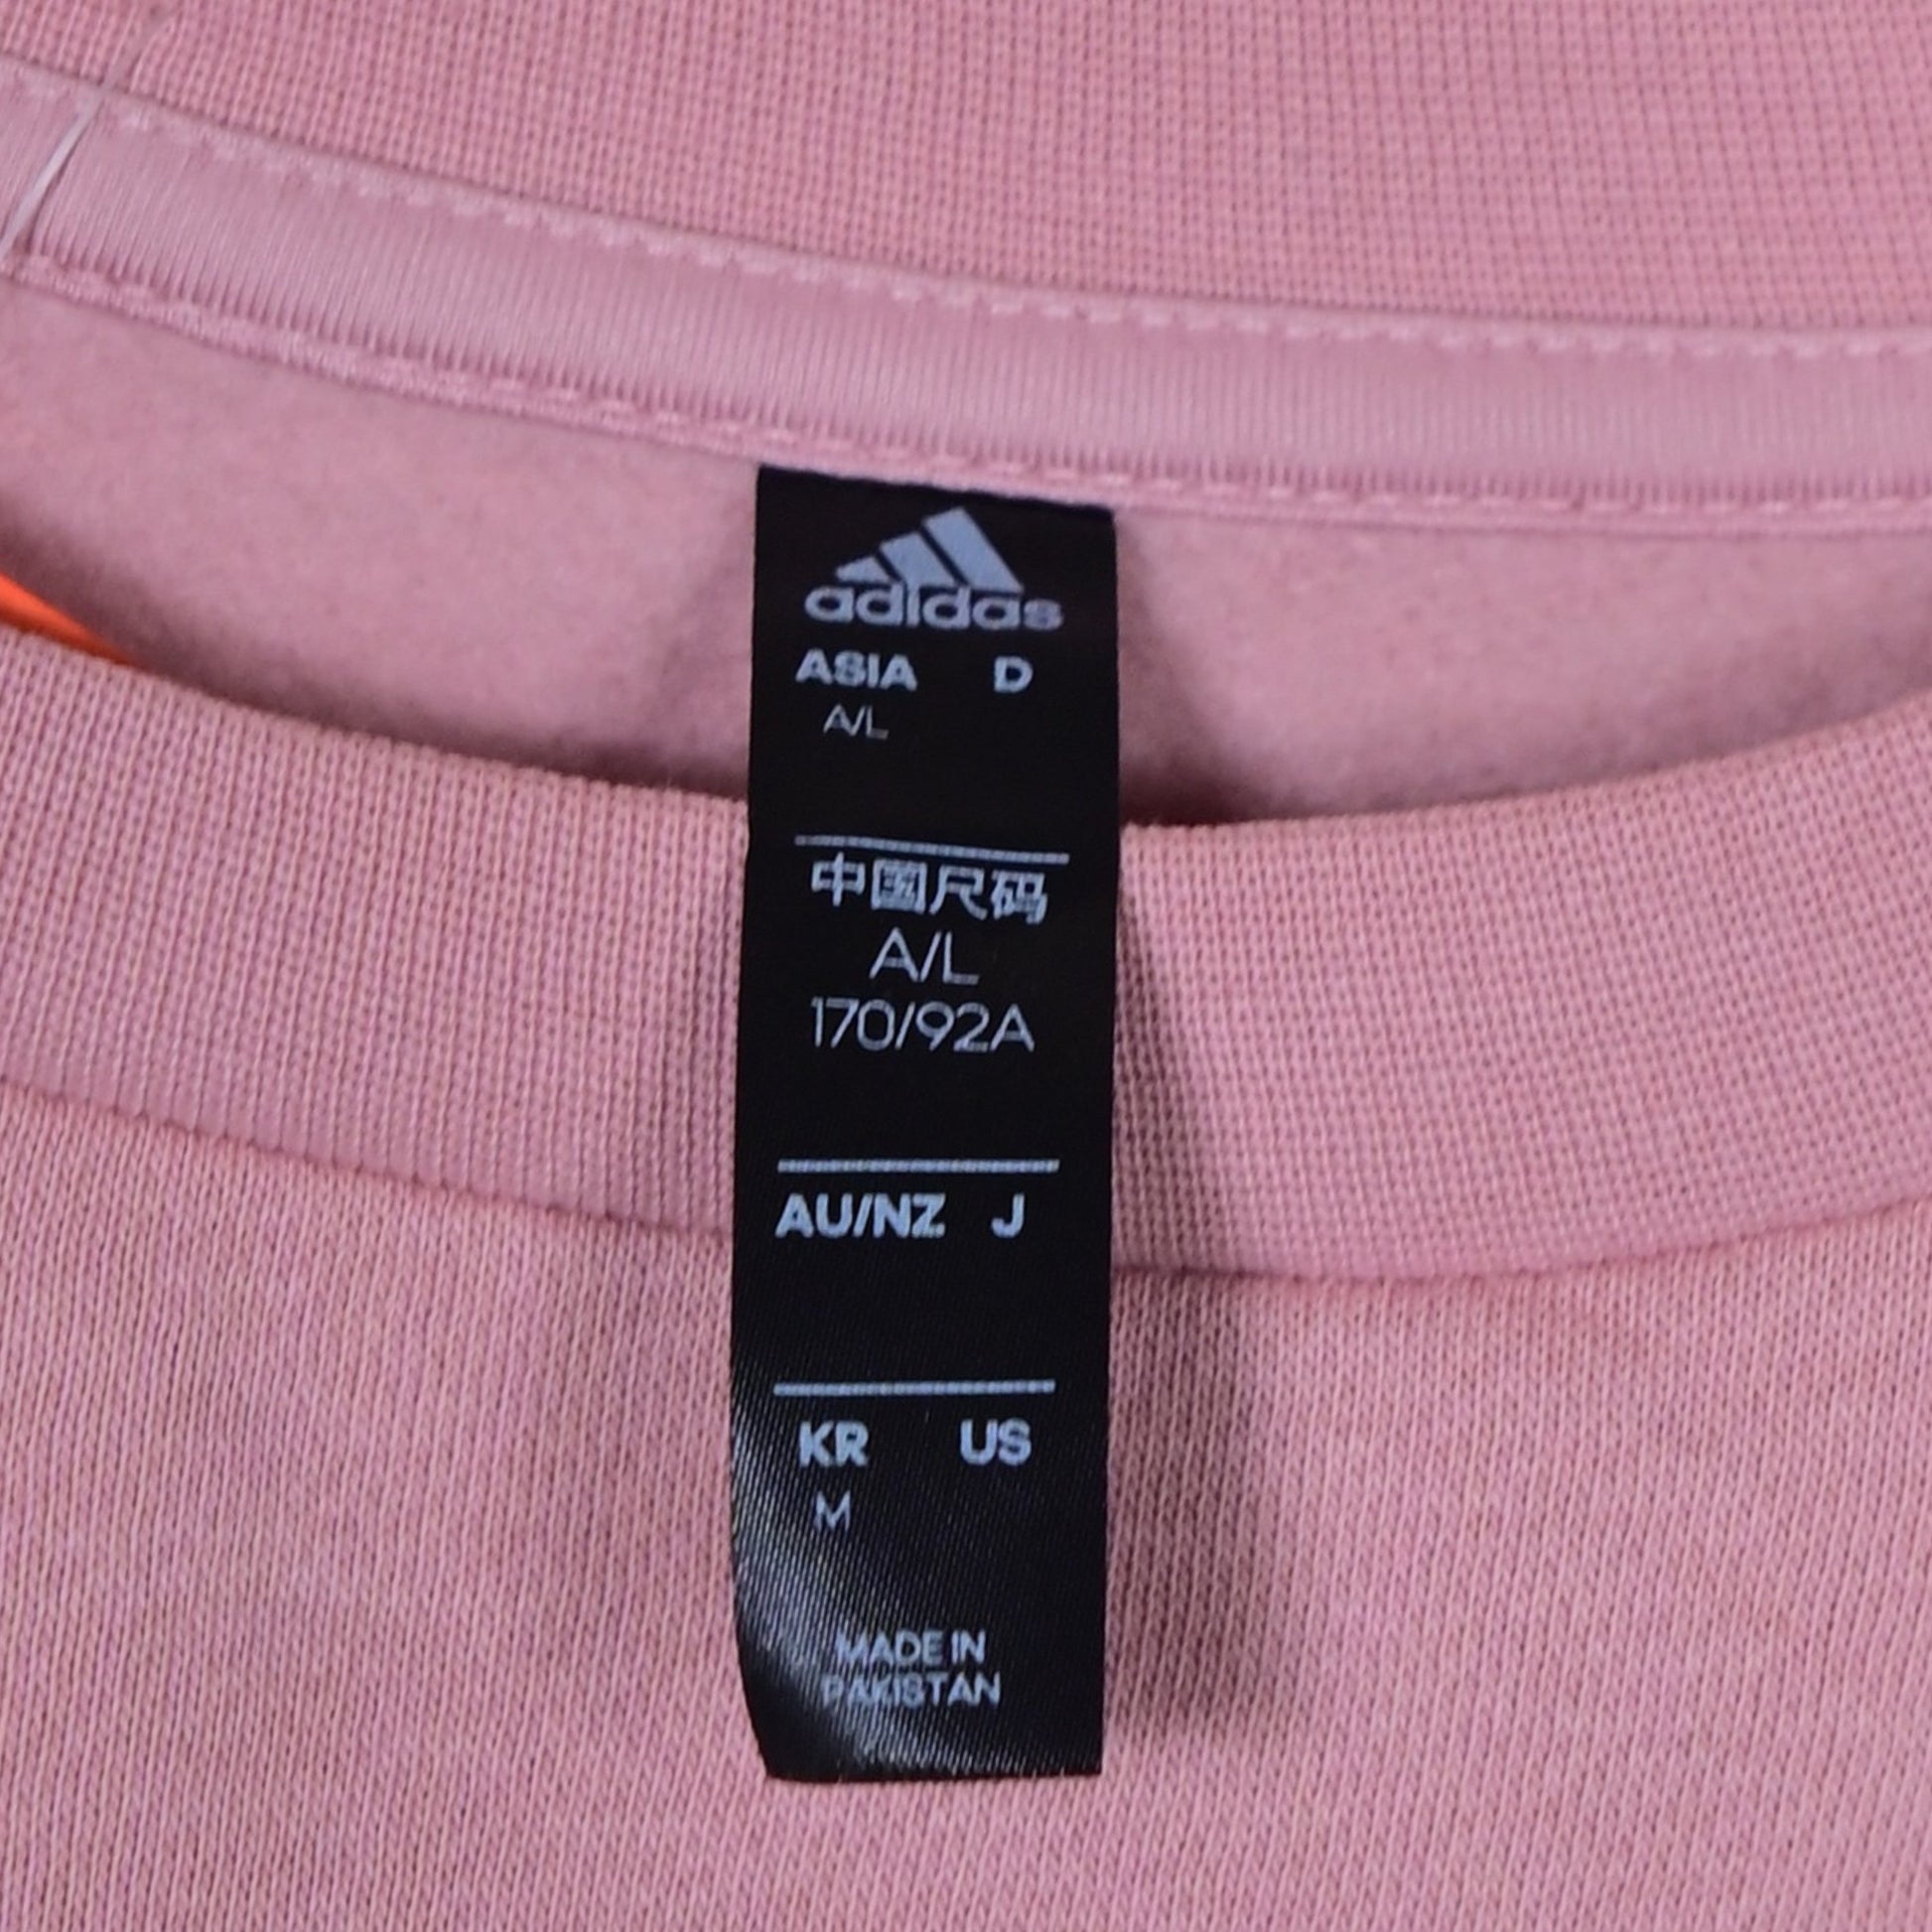 adidas
ASIA D
A/L
中国尺码
A/L
170/92A
AU/NZ J
KR US
M
MADE IN
PAKISTAN